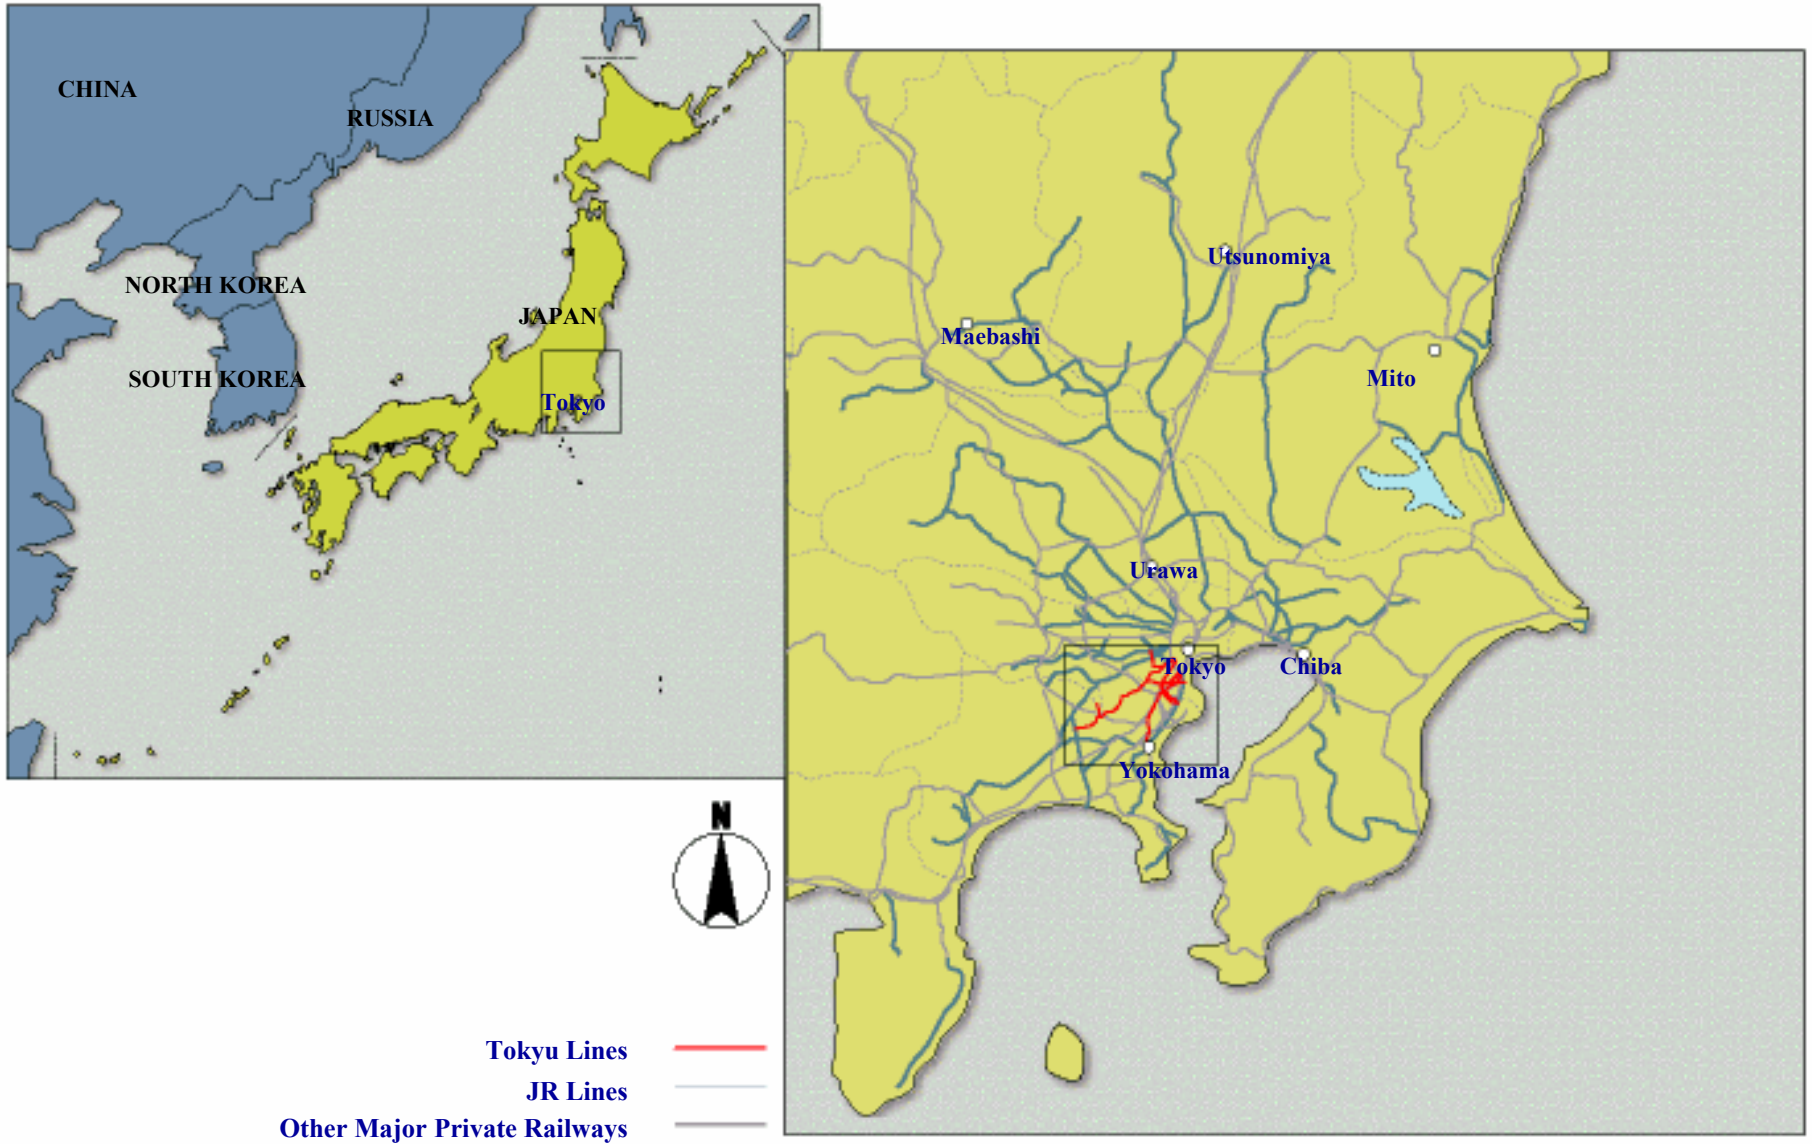 CHINA
RUSSIA
NORTH KOREA
JAPAN
SOUTH KOREA
Tokyo
Utsunomiya
Maebashi
Mito
Urawa
Tokyo
Chiba
Yokohama
N
Tokyu Lines
JR Lines
Other Major Private Railways